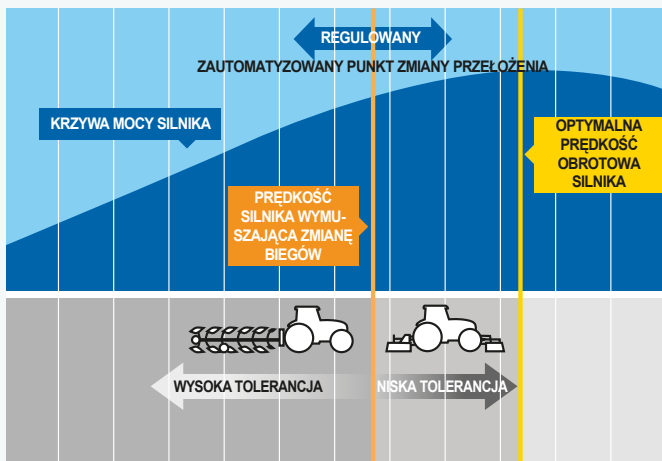 REGULOWANY
ZAUTOMATYZOWANY PUNKT ZMIANY PRZEŁOŻENIA
KRZYWA MOCY SILNIKA
OPTYMALNA
PRĘDKOŚĆ
OBROTOWA
SILNIKA
PRĘDKOŚĆ
SILNIKA WYMU-
SZAJĄCA ZMIANĘ
BIEGÓW
WYSOKA TOLERANCJA
NISKA TOLERANCJA